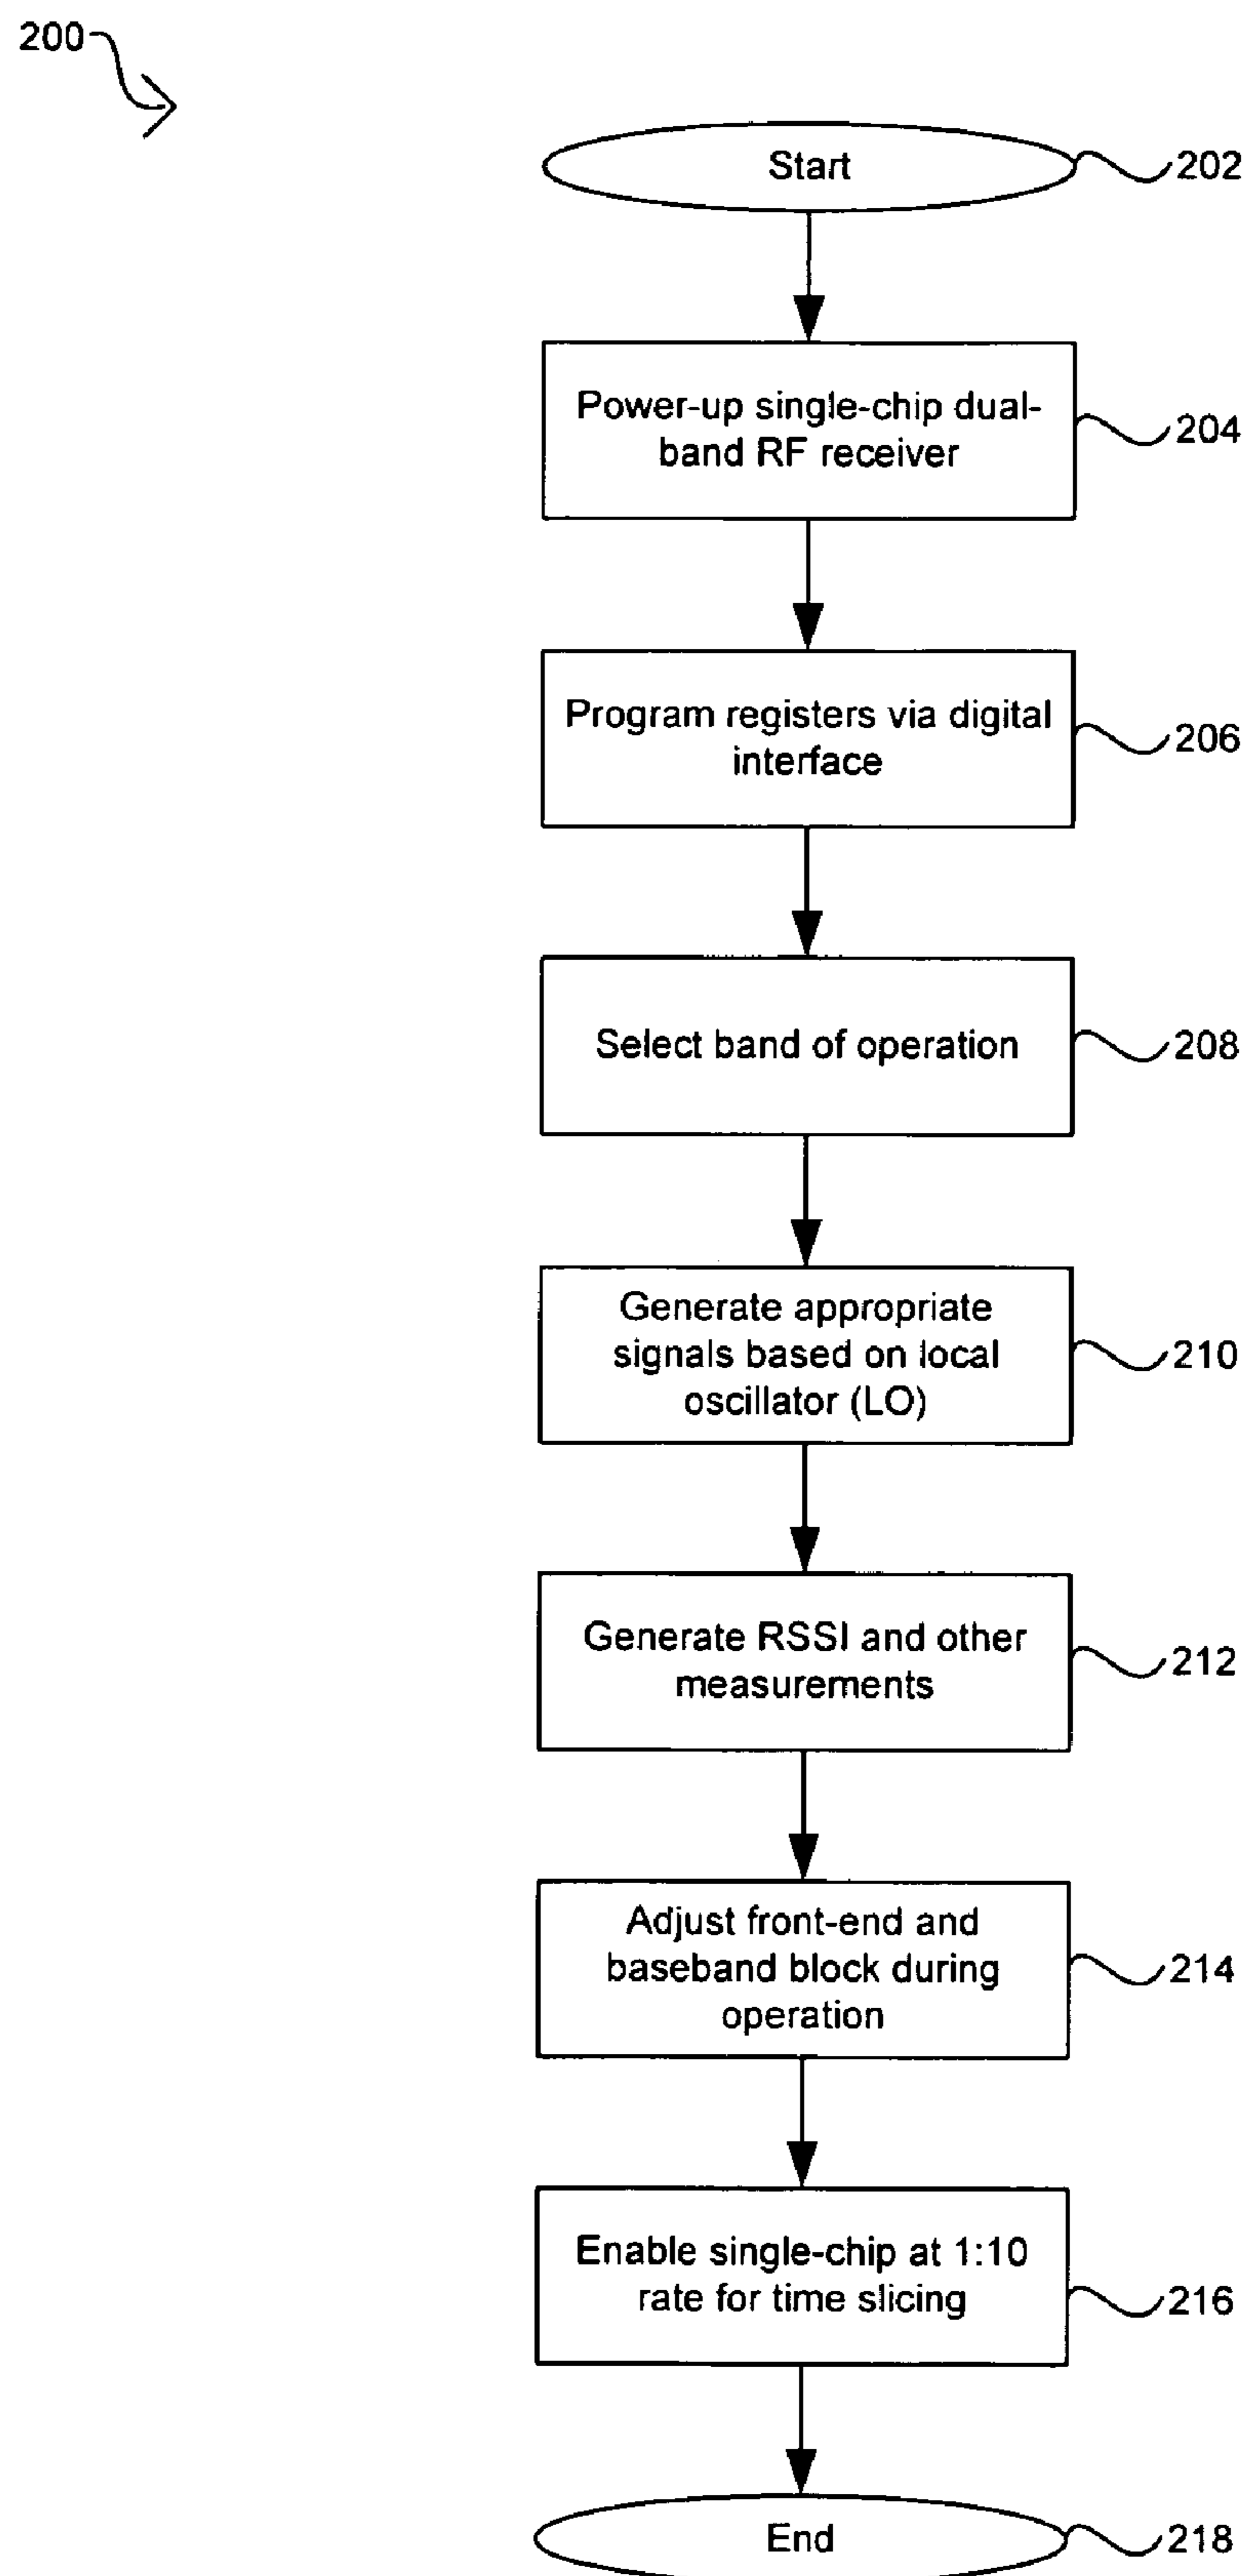 200
Start
202
Power-up single-chip dual-
band RF receiver
204
Program registers via digital
interface
206
Select band of operation
208
Generate appropriate
signals based on local
oscillator (LO)
210
Generate RSSI and other
measurements
212
Adjust front-end and
baseband block during
operation
214
Enable single-chip at 1:10
rate for time slicing
216
End
218